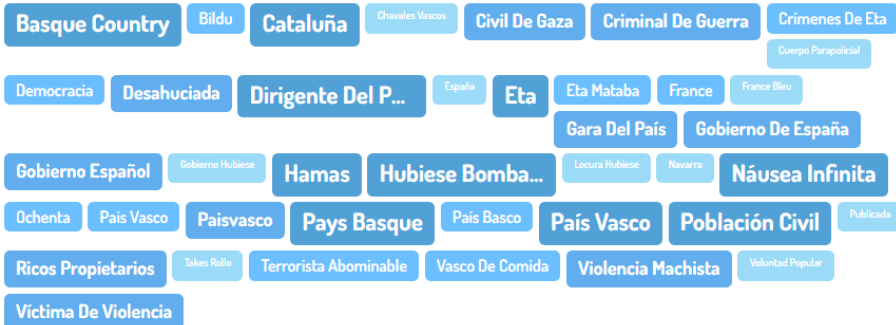 Basque Country Bildu Cataluña Chavales Vascos Civil De Gaza Criminal De Guerra Crímenes De Eta
Cuerpo Parapolicial
Democracia Desahuciada Dirigente Del P... España Eta Eta Mataba France France Bleu
Gara Del País Gobierno De España
Gobierno Español Gobierno Hubiese Hamas Hubiese Bomba... Locura Hubiese Navarra Náusea Infinita
Ochenta Pais Vasco Paisvasco Pays Basque País Basco País Vasco Población Civil Publicada
Ricos Propietarios Takes Rollo Terrorista Abominable Vasco De Comida Violencia Machista Voluntad Popular
Víctima De Violencia